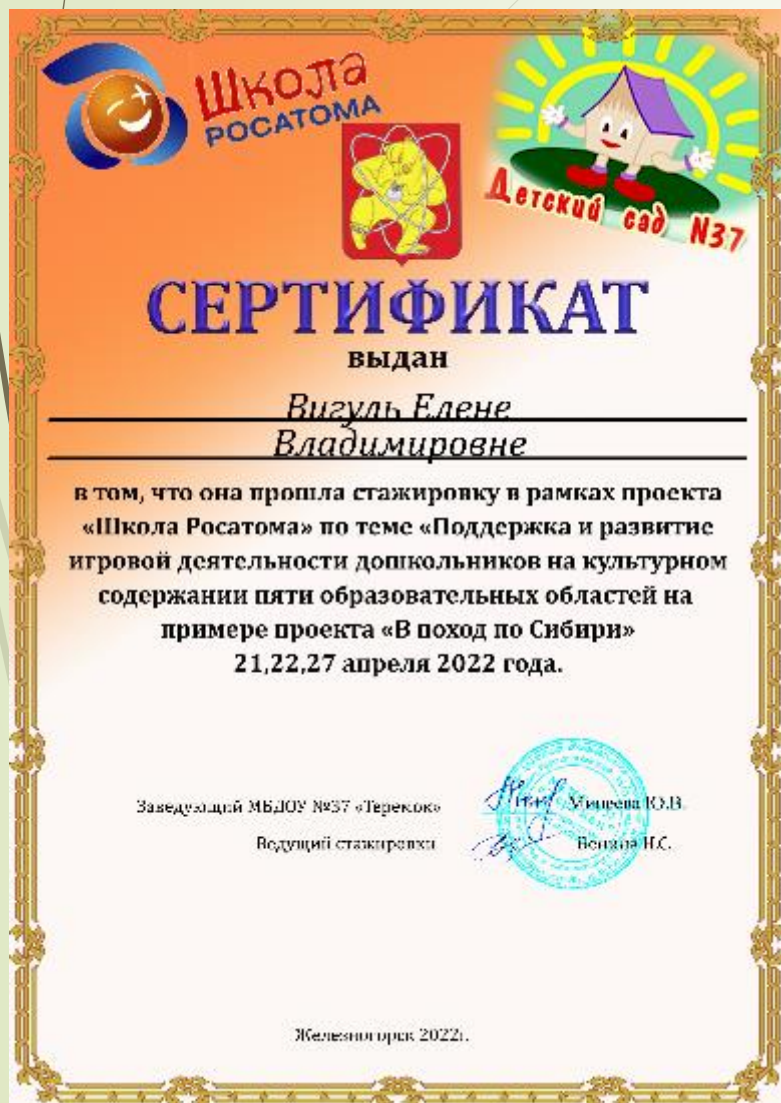 Школа
РОСАТОМА
Детский сад N37
СЕРТИФИКАТ
выдан
Вигуль Елене
Владимировне
в том, что она прошла стажировку в рамках проекта
«Школа Росатома» по теме «Поддержка и развитие
игровой деятельности дошкольников на культурном
содержании пяти образовательных областей на
примере проекта «В поход по Сибири»
21,22,27 апреля 2022 года.
Заведующий МБДОУ №37 «Теремок» Ю.В.
Ведущий стажировки Н.С.
Железногорск 2022г.